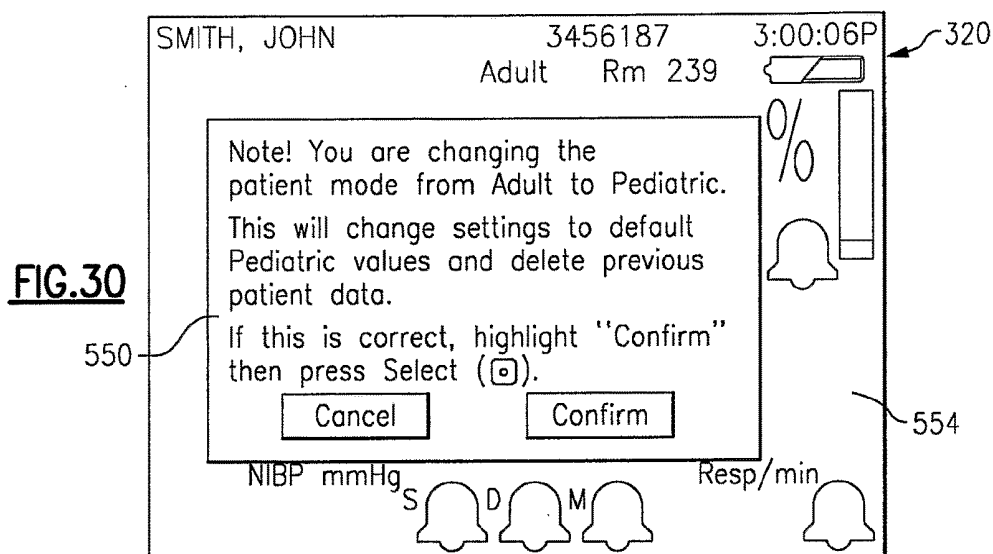 SMITH, JOHN 3456187 3:00:06P
320
Adult Rm 239
%
Note! You are changing the
patient mode from Adult to Pediatric.
This will change settings to default
Pediatric values and delete previous
patient data.
FIG.30
If this is correct, highlight "Confirm"
then press Select ( ).
550
Cancel Confirm
554
NIBP mmHg Resp/min
S D M